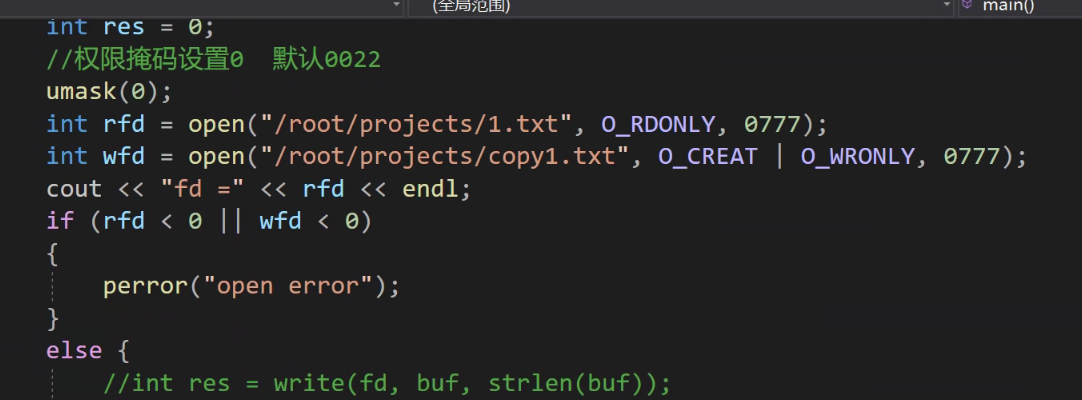 (全局范围) main()
int res = 0;
//权限掩码设置0  默认0022
umask(0);
int rfd = open("/root/projects/1.txt", O_RDONLY, 0777);
int wfd = open("/root/projects/copy1.txt", O_CREAT | O_WRONLY, 0777);
cout << "fd =" << rfd << endl;
if (rfd < 0 || wfd < 0)
{
    perror("open error");
}
else {
    //int res = write(fd, buf, strlen(buf));